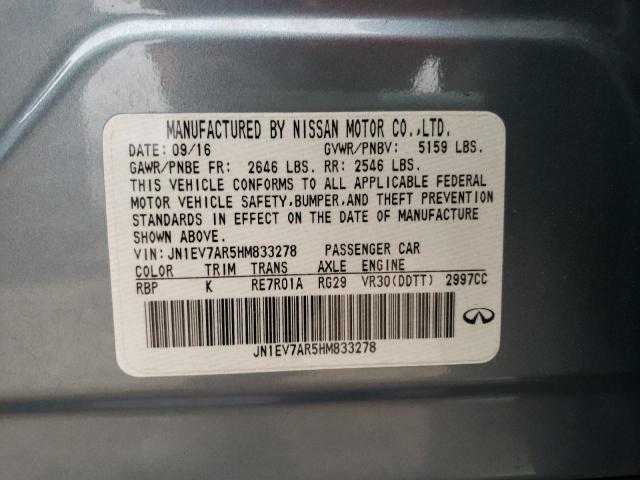 MANUFACTURED BY NISSAN MOTOR CO.,LTD.
DATE: 09/16 GVWR/PNBV: 5159 LBS.
GAWR/PNBE FR: 2646 LBS. RR: 2546 LBS.
THIS VEHICLE CONFORMS TO ALL APPLICABLE FEDERAL
MOTOR VEHICLE SAFETY,BUMPER,AND THEFT PREVENTION
STANDARDS IN EFFECT ON THE DATE OF MANUFACTURE
SHOWN ABOVE.
VIN:JN1EV7AR5HM833278 PASSENGER CAR
COLOR TRIM TRANS AXLE ENGINE
RBP K RE7R01A RG29 VR30(DDTT) 2997CC
JN1EV7AR5HM833278